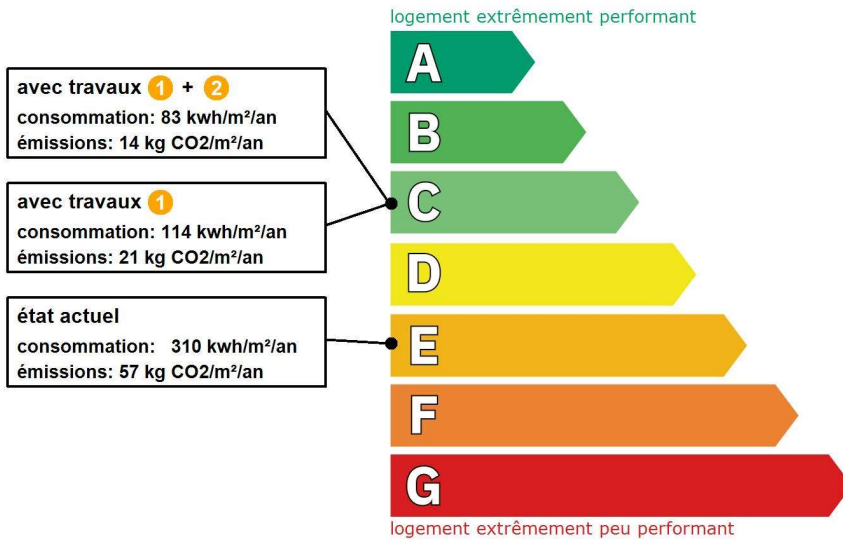 logement extrêmement performant
A
avec travaux 1 + 2
consommation: 83 kwh/m²/an
émissions: 14 kg CO2/m²/an
B
avec travaux 1
consommation: 114 kwh/m²/an
émissions: 21 kg CO2/m²/an
C
D
état actuel
consommation: 310 kwh/m²/an
émissions: 57 kg CO2/m²/an
E
F
G
logement extrêmement peu performant